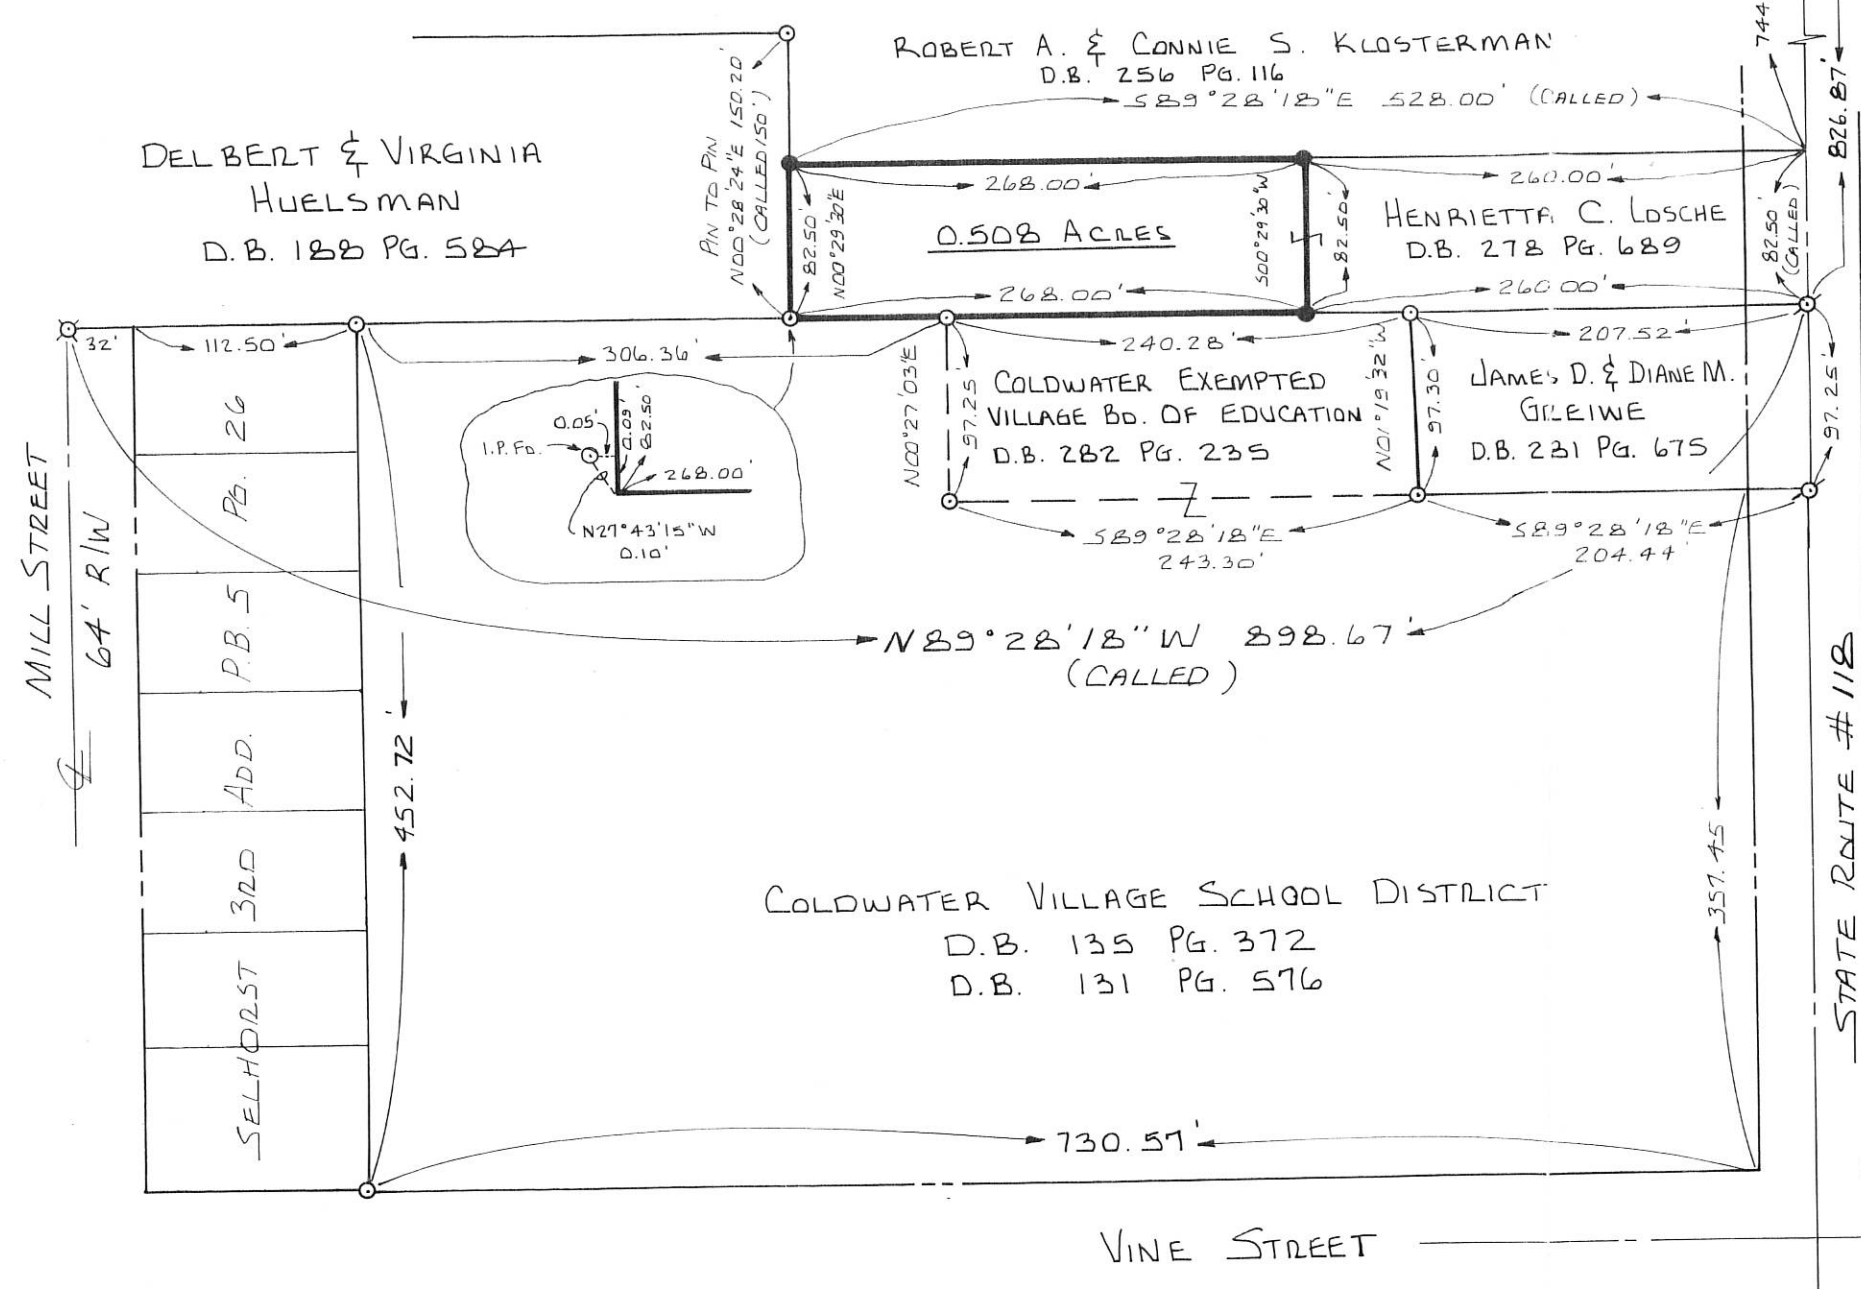 ROBERT A. & CONNIE S. KLOSTERMAN
D.B. 256 PG. 116
S89°28'18"E 528.00' (CALLED)
744
826.87'
DELBERT & VIRGINIA
HUELSMAN
D.B. 188 PG. 584
PIN TO PIN
N00°28'24"E 150.20'
(CALLED 150')
268.00'
82.50'
N00°29'30"E
0.508 ACRES
S00°29'30"W
82.50'
268.00'
260.00'
HENRIETTA C. LOSCHE
D.B. 278 PG. 689
82.50'
(CALLED)
260.00'
32'
112.50'
306.36'
240.28'
207.52'
N00°27'03"E
97.25'
COLDWATER EXEMPTED
VILLAGE BD. OF EDUCATION
D.B. 282 PG. 235
N01°19'32"W
97.30'
JAMES D. & DIANE M.
GREIWE
D.B. 231 PG. 675
97.25'
0.05'
0.09'
82.50'
I.P. FD.
268.00'
N27°43'15"W
0.10'
S89°28'18"E
243.30'
S89°28'18"E
204.44'
N89°28'18"W 898.67'
(CALLED)
MILL STREET
64' R/W
SELHORST 3RD ADD. P.B. 5 PG. 26
452.72'
357.45
STATE ROUTE #118
COLDWATER VILLAGE SCHOOL DISTRICT
D.B. 135 PG. 372
D.B. 131 PG. 576
730.57'
VINE STREET